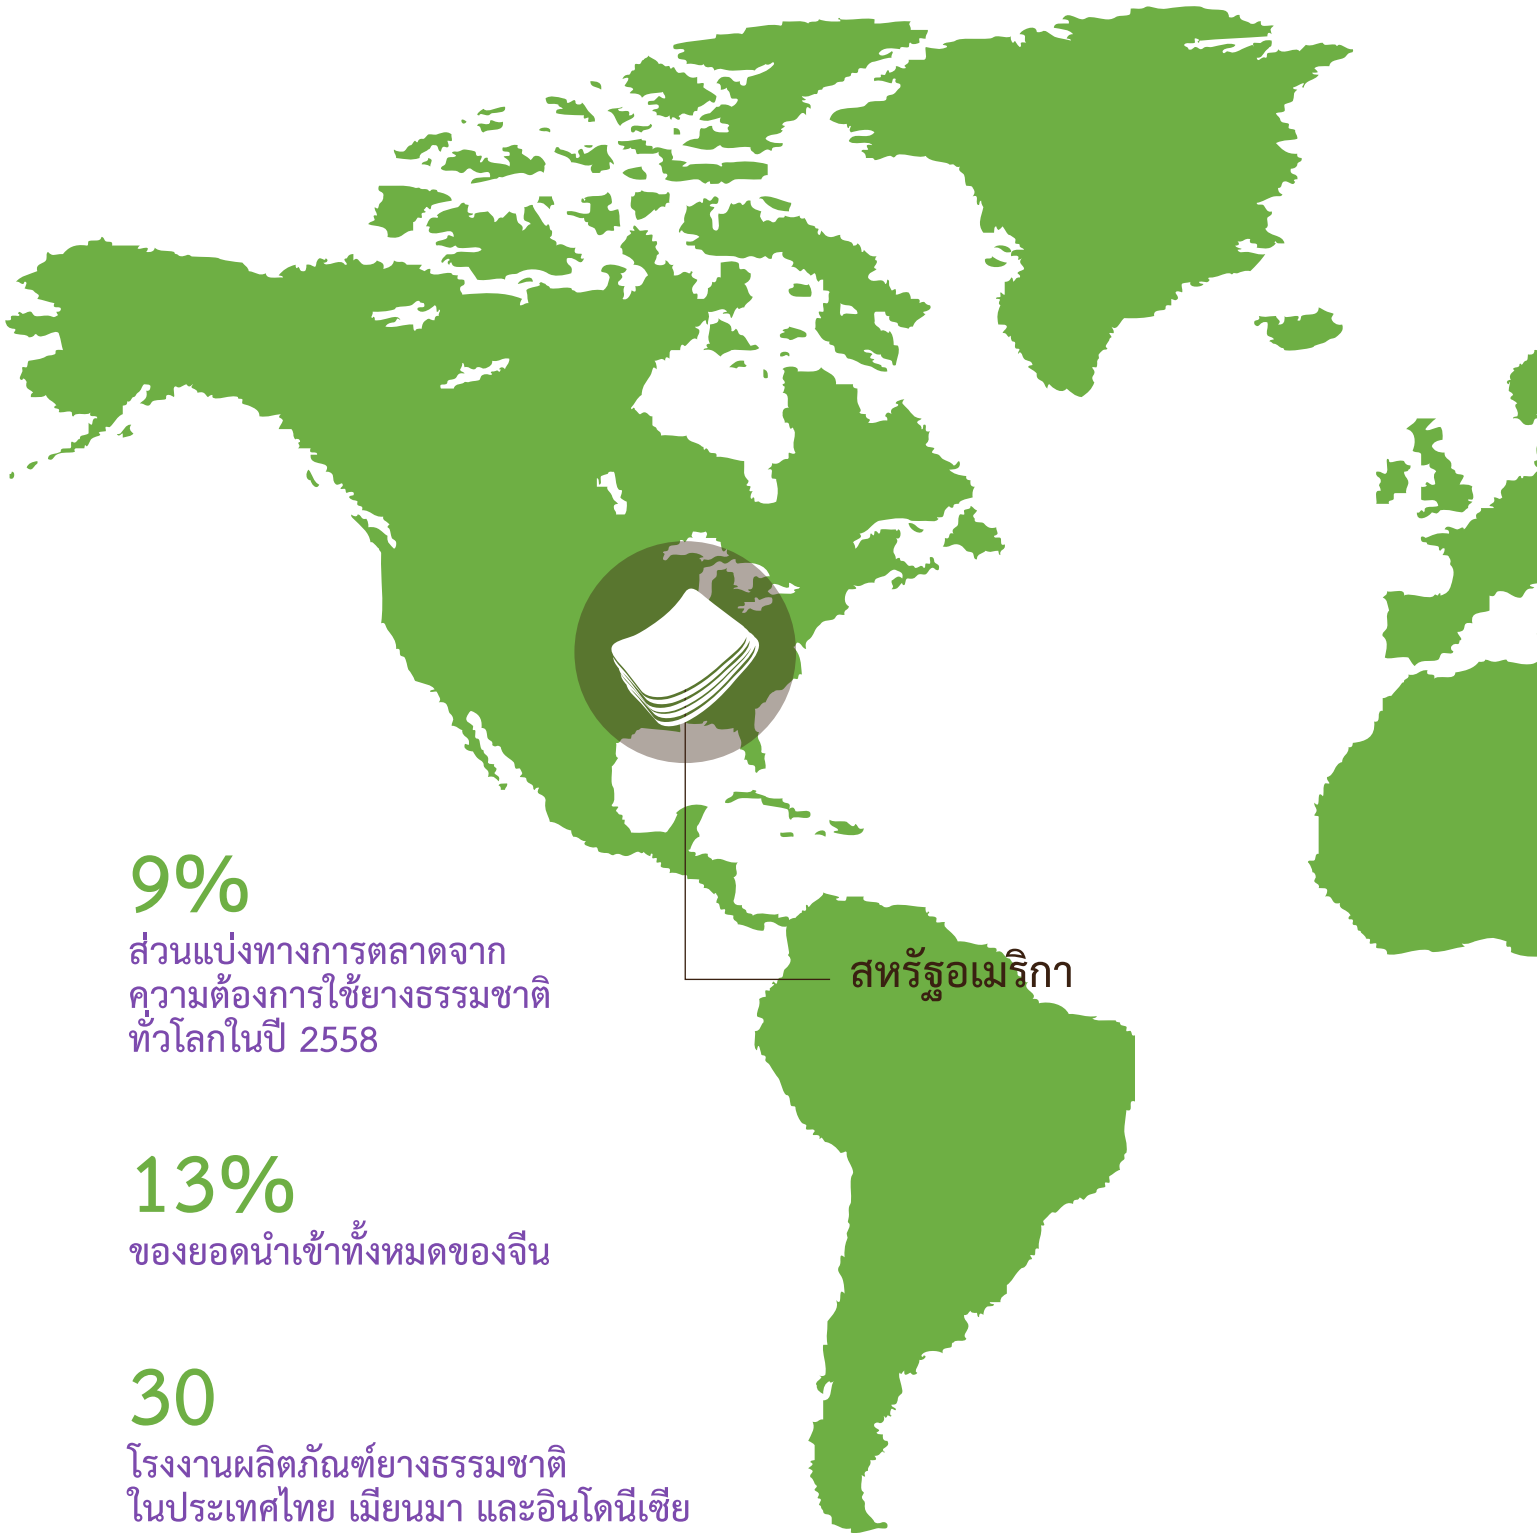 9%
ส่วนแบ่งทางการตลาดจาก
ความต้องการใช้ยางธรรมชาติ
ทั่วโลกในปี 2558
สหรัฐอเมริกา
13%
ของยอดนำเข้าทั้งหมดของจีน
30
โรงงานผลิตภัณฑ์ยางธรรมชาติ
ในประเทศไทย เมียนมา และอินโดนีเซีย